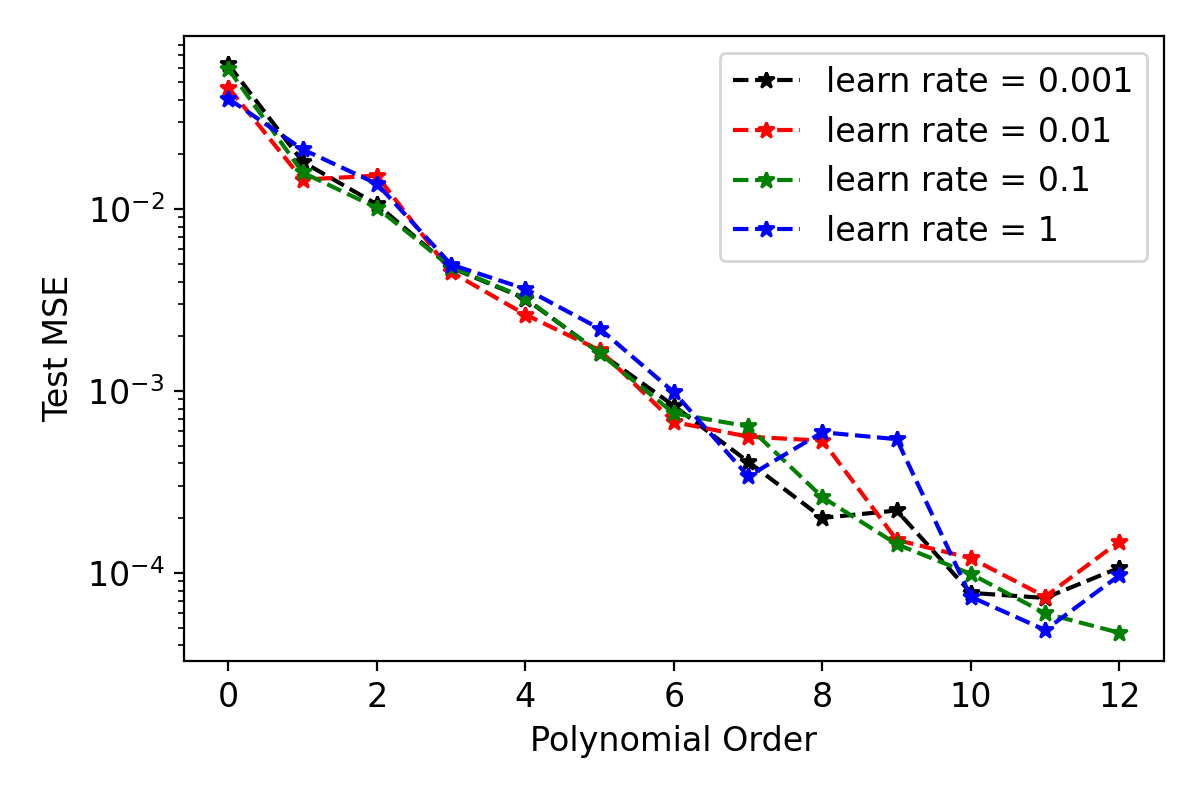 learn rate = 0.001
learn rate = 0.01
learn rate = 0.1
learn rate = 1
Test MSE
10⁻²
10⁻³
10⁻⁴
0 2 4 6 8 10 12
Polynomial Order